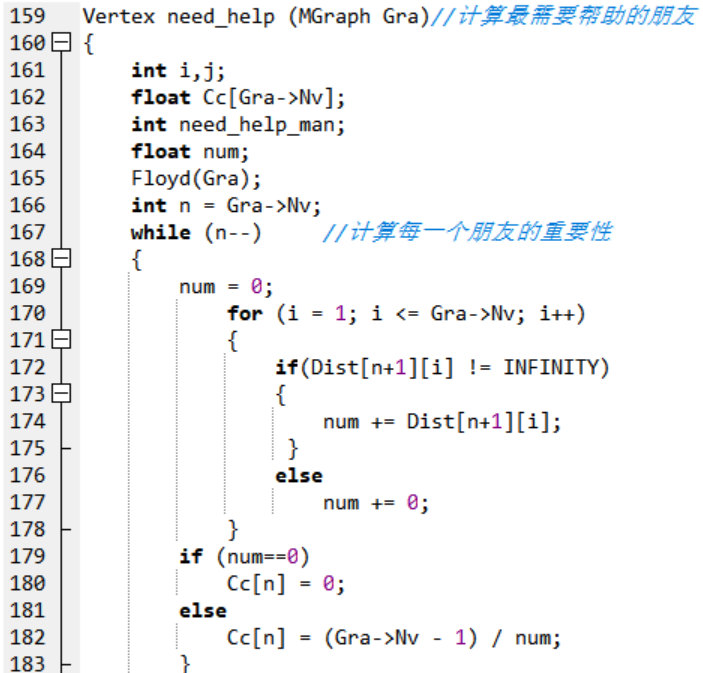 159 Vertex need_help (MGraph Gra)//计算最需要帮助的朋友
160 {
161 int i,j;
162 float Cc[Gra->Nv];
163 int need_help_man;
164 float num;
165 Floyd(Gra);
166 int n = Gra->Nv;
167 while (n--) //计算每一个朋友的重要性
168 {
169 num = 0;
170 for (i = 1; i <= Gra->Nv; i++)
171 {
172 if(Dist[n+1][i] != INFINITY)
173 {
174 num += Dist[n+1][i];
175 }
176 else
177 num += 0;
178 }
179 if (num==0)
180 Cc[n] = 0;
181 else
182 Cc[n] = (Gra->Nv - 1) / num;
183 }